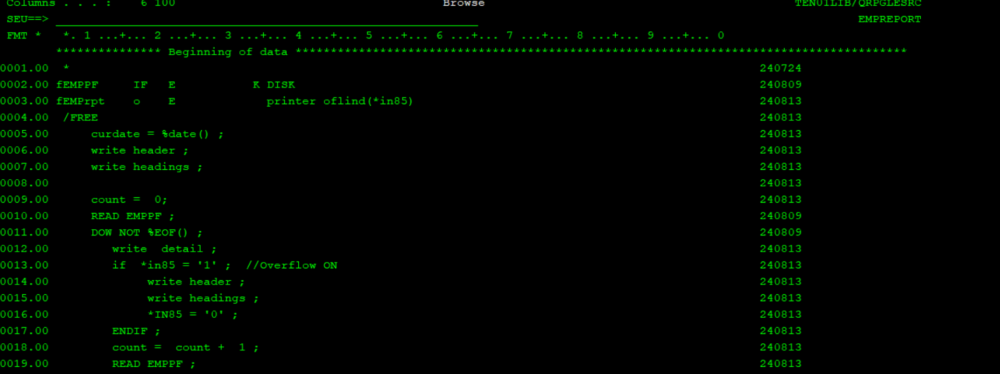 Columns . . . :    6 100                                      Browse                                            TEN01LIB/QRPGLESRC
SEU==>                                                                                                                   EMPREPORT
FMT *   *. 1 ...+... 2 ...+... 3 ...+... 4 ...+... 5 ...+... 6 ...+... 7 ...+... 8 ...+... 9 ...+... 0
*************** Beginning of data ***************************************************************************************
0001.00  *                                                                                                   240724
0002.00 fEMPPF     IF   E           K DISK                                                                  240809
0003.00 fEMPrpt    o    E             printer oflind(*in85)                                                 240813
0004.00  /FREE                                                                                              240813
0005.00      curdate = %date() ;                                                                            240813
0006.00      write header ;                                                                                 240813
0007.00      write headings ;                                                                               240813
0008.00                                                                                                     240813
0009.00      count =  0;                                                                                    240813
0010.00      READ EMPPF ;                                                                                   240809
0011.00      DOW NOT %EOF() ;                                                                               240809
0012.00         write  detail ;                                                                             240813
0013.00         if  *in85 = '1' ;  //Overflow ON                                                            240813
0014.00              write header ;                                                                         240813
0015.00              write headings ;                                                                       240813
0016.00              *IN85 = '0' ;                                                                          240813
0017.00         ENDIF ;                                                                                     240813
0018.00         count =  count +  1 ;                                                                       240813
0019.00         READ EMPPF ;                                                                                240813